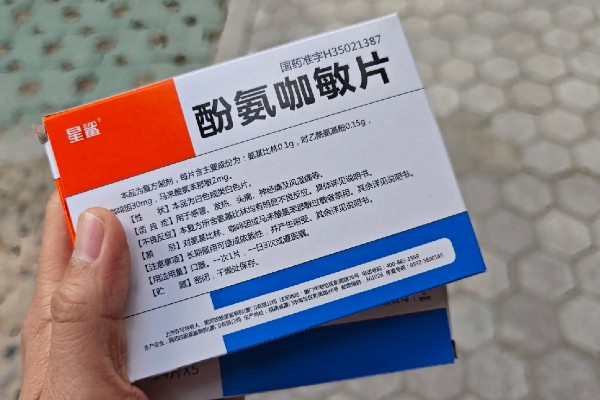 国药准字H35021387
星鲨®
酚氨咖敏片
本品为复方制剂，每片含主要成份为：氨基比林0.1g，对乙酰氨基酚0.15g，
咖啡因30mg，马来酸氯苯那敏2mg。
【性 状】本品为白色或类白色片。
【适 应 症】用于感冒、发热、头痛、神经痛及风湿痛等。
【不良反应】本复方所含氨基比林均有明显不良反应，具体详见说明书。
【禁 忌】对氨基比林、咖啡因或马来酸氯苯那敏过敏者禁用，其余详见说明书。
【注意事项】长期服用可造成依赖性，并产生耐受。其余详见说明书。
【用法用量】口服。一次1片，一日3次或遵医嘱。
【贮 藏】密闭，干燥处保存。
片X5